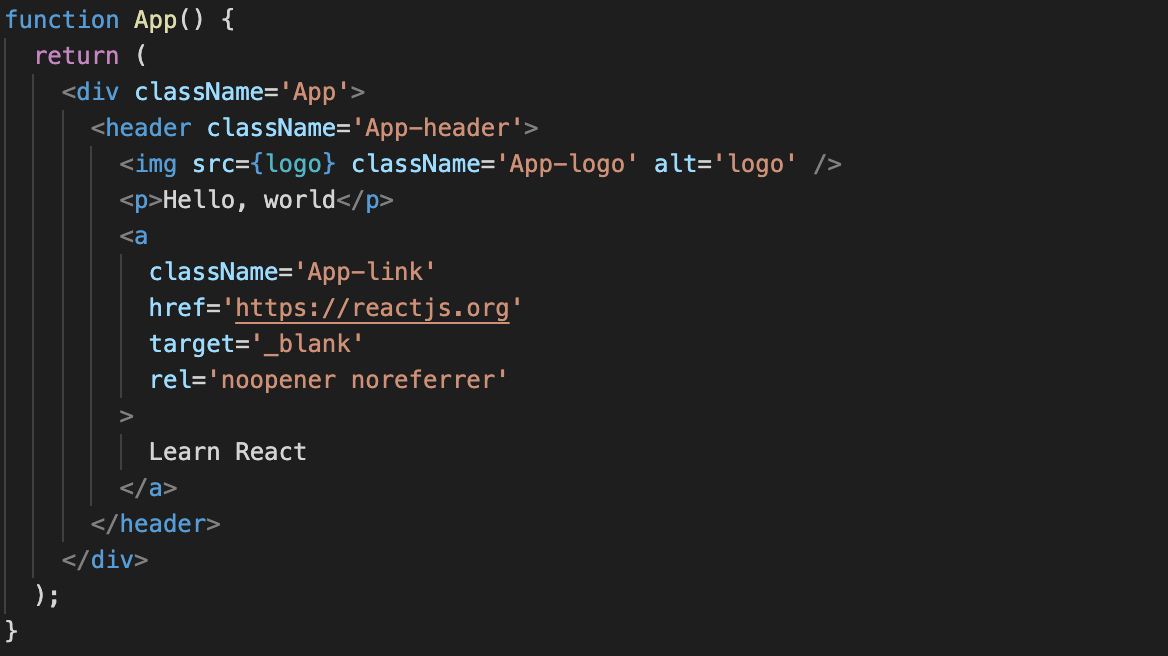 function App() {
  return (
    <div className='App'>
      <header className='App-header'>
        <img src={logo} className='App-logo' alt='logo' />
        <p>Hello, world</p>
        <a
          className='App-link'
          href='https://reactjs.org'
          target='_blank'
          rel='noopener noreferrer'
        >
          Learn React
        </a>
      </header>
    </div>
  );
}